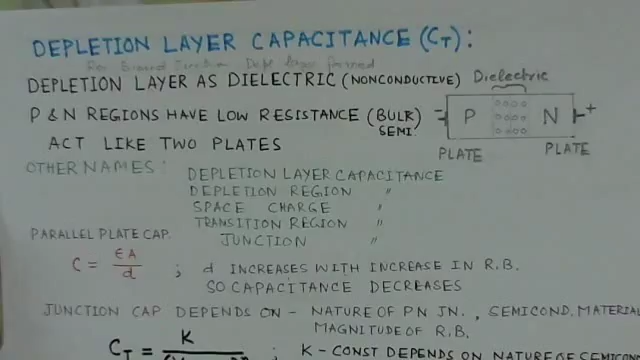 DEPLETION LAYER CAPACITANCE (CT):
DEPLETION LAYER AS DIELECTRIC (NONCONDUCTIVE) Dielectric
P & N REGIONS HAVE LOW RESISTANCE (BULK SEMI)
ACT LIKE TWO PLATES
- P N +
PLATE PLATE
OTHER NAMES: DEPLETION LAYER CAPACITANCE
DEPLETION REGION "
SPACE CHARGE "
TRANSITION REGION "
JUNCTION "
PARALLEL PLATE CAP.
C = ЄA/d ; d INCREASES WITH INCREASE IN R.B.
SO CAPACITANCE DECREASES
JUNCTION CAP DEPENDS ON - NATURE OF PN JN., SEMICOND. MATERIAL
MAGNITUDE OF R.B.
CT = K
; K - CONST DEPENDS ON NATURE OF SEMICON